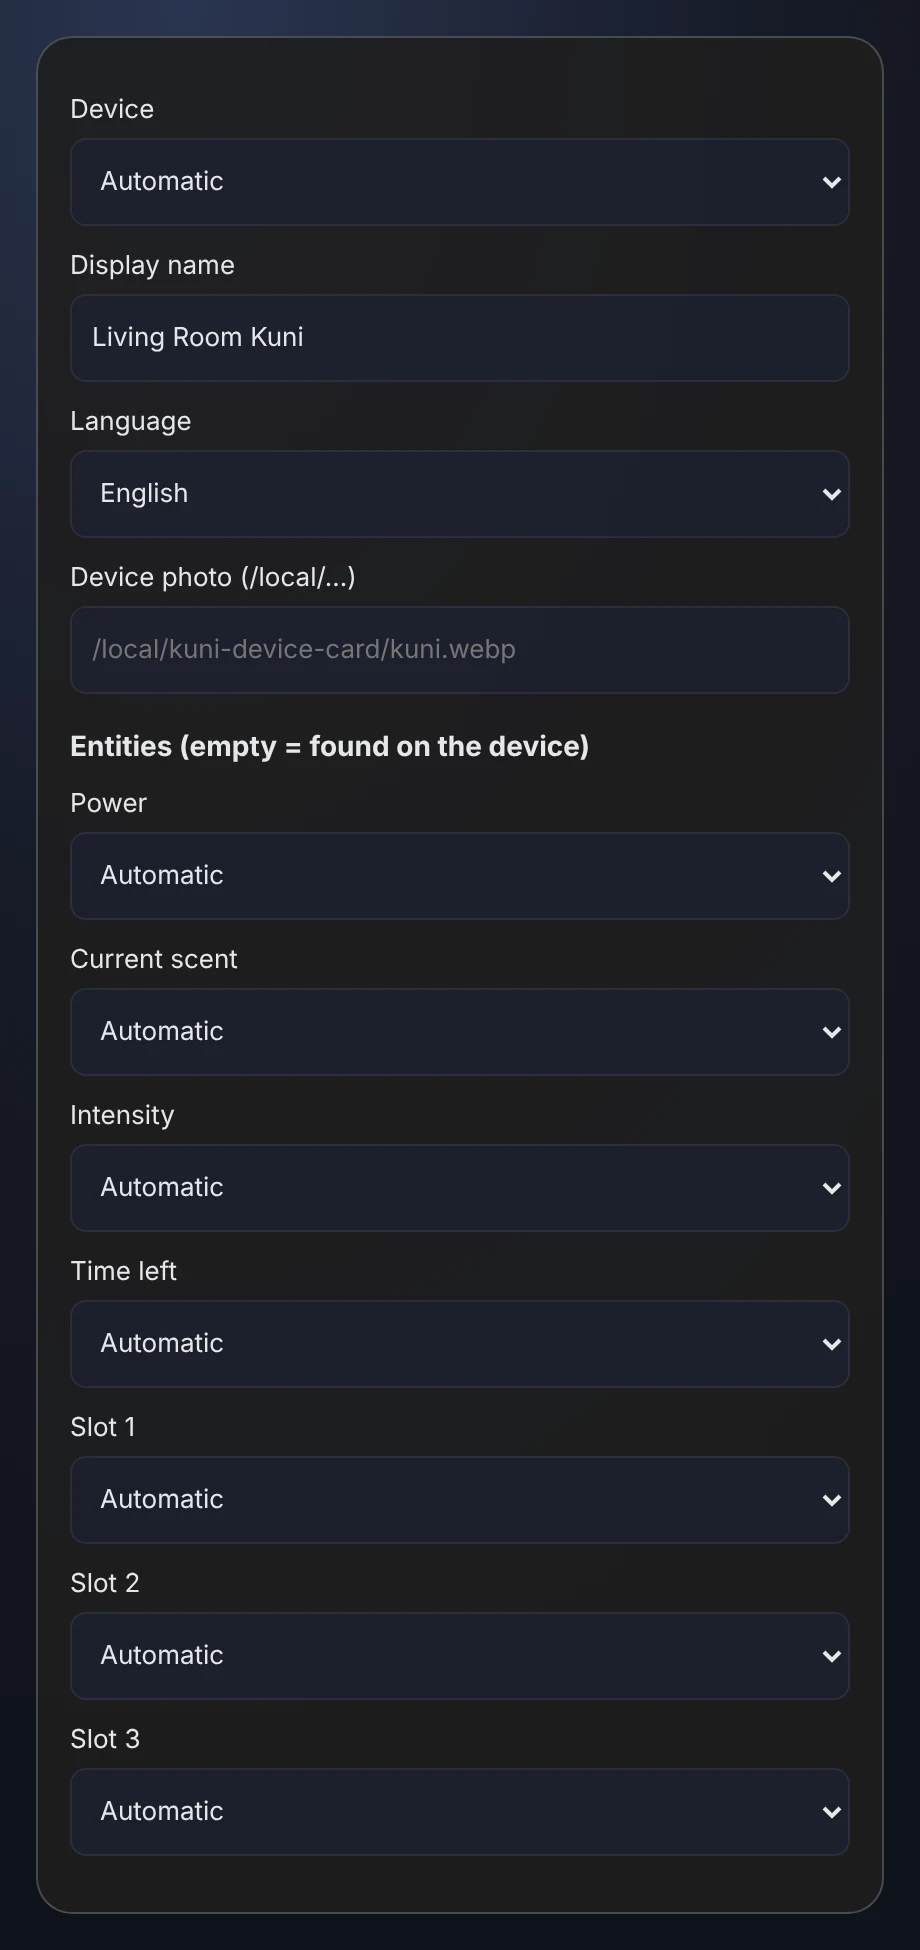 Device
Automatic
Display name
Living Room Kuni
Language
English
Device photo (/local/...)
/local/kuni-device-card/kuni.webp
Entities (empty = found on the device)
Power
Automatic
Current scent
Automatic
Intensity
Automatic
Time left
Automatic
Slot 1
Automatic
Slot 2
Automatic
Slot 3
Automatic